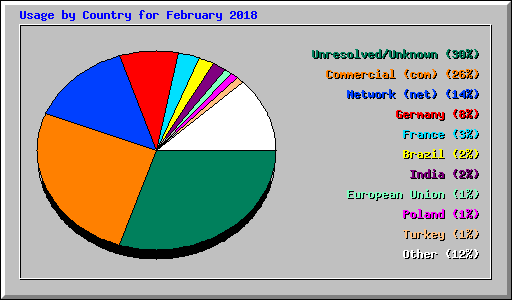 Usage by Country for February 2018
Unresolved/Unknown (30%)
Commercial (com) (26%)
Network (net) (14%)
Germany (8%)
France (3%)
Brazil (2%)
India (2%)
European Union (1%)
Poland (1%)
Turkey (1%)
Other (12%)